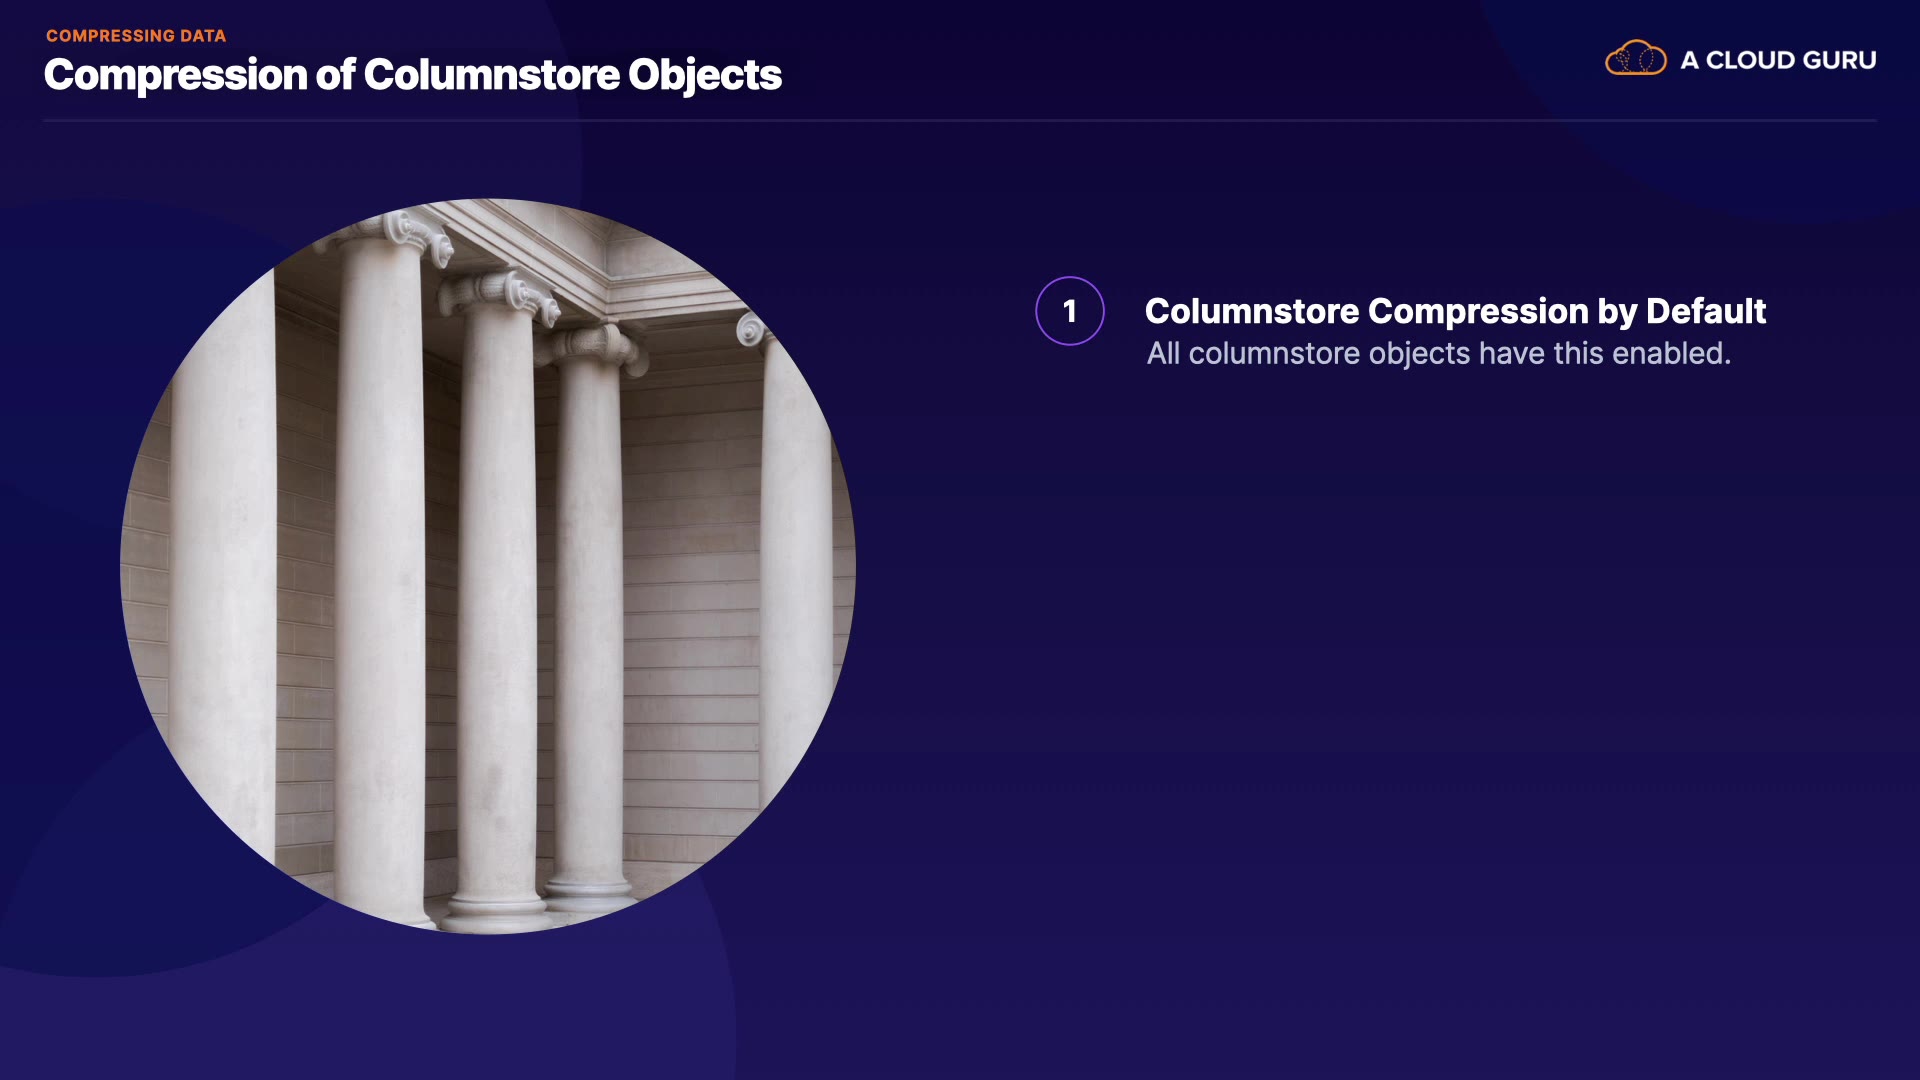 COMPRESSING DATA
Compression of Columnstore Objects
A CLOUD GURU
1
Columnstore Compression by Default
All columnstore objects have this enabled.